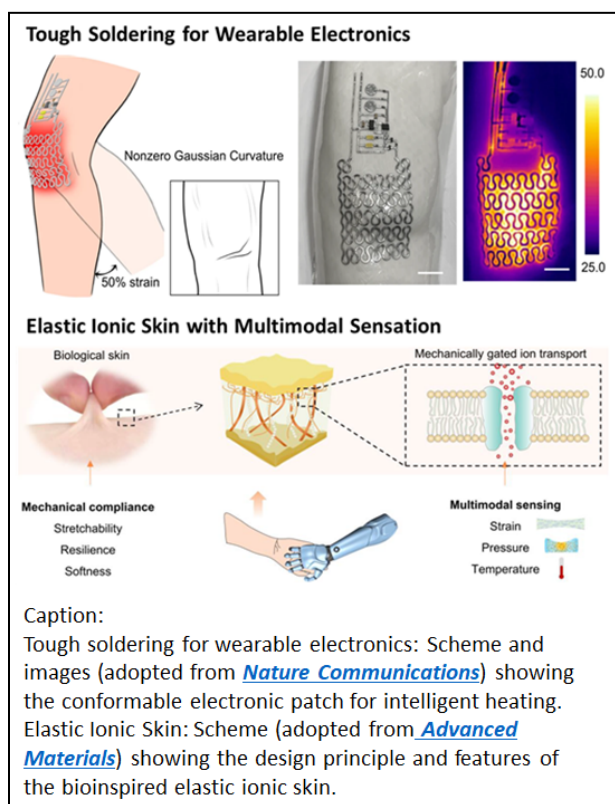 Tough Soldering for Wearable Electronics
Nonzero Gaussian Curvature
50% strain
50.0
25.0
Elastic Ionic Skin with Multimodal Sensation
Biological skin
Mechanically gated ion transport
Mechanical compliance
Stretchability
Resilience
Softness
Multimodal sensing
Strain
Pressure
Temperature
Caption:
Tough soldering for wearable electronics: Scheme and
images (adopted from Nature Communications) showing
the conformable electronic patch for intelligent heating.
Elastic Ionic Skin: Scheme (adopted from Advanced
Materials) showing the design principle and features of
the bioinspired elastic ionic skin.